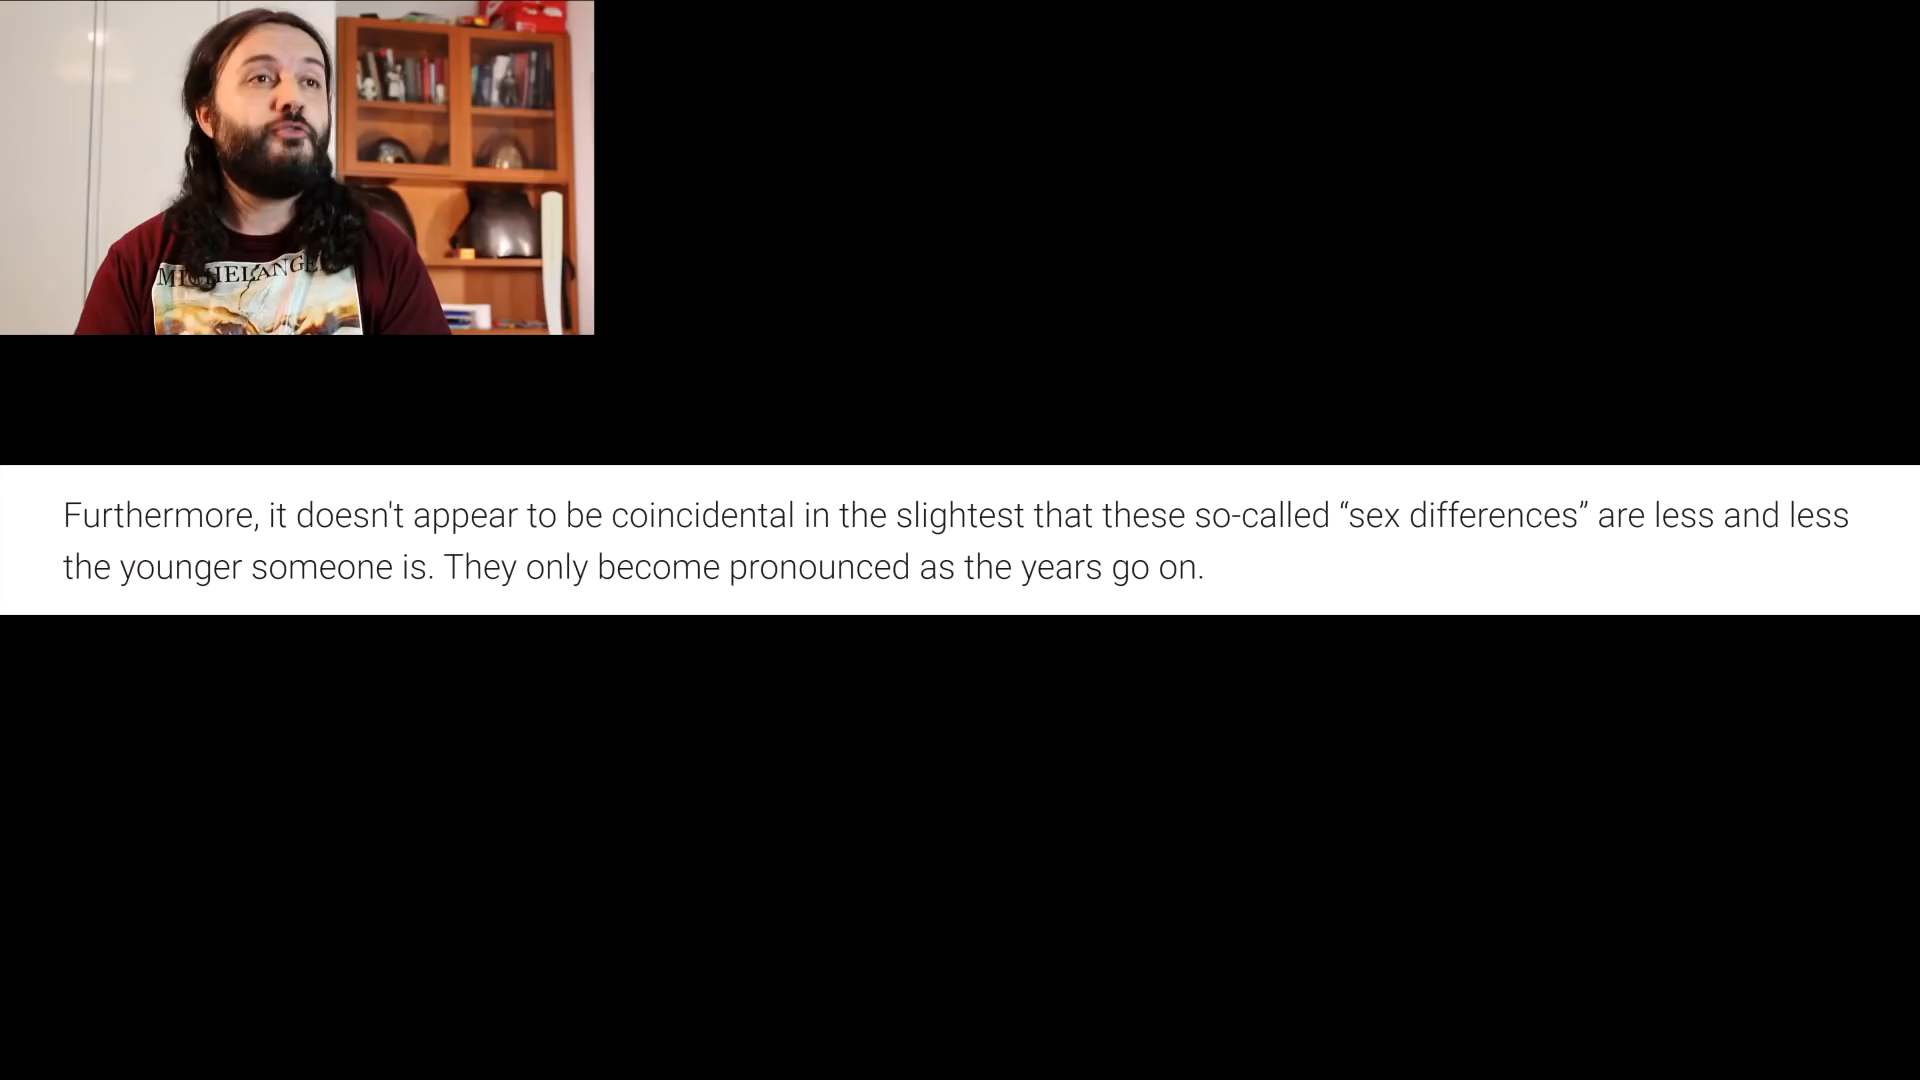 MICHELANGE
Furthermore, it doesn't appear to be coincidental in the slightest that these so-called “sex differences” are less and less
the younger someone is. They only become pronounced as the years go on.